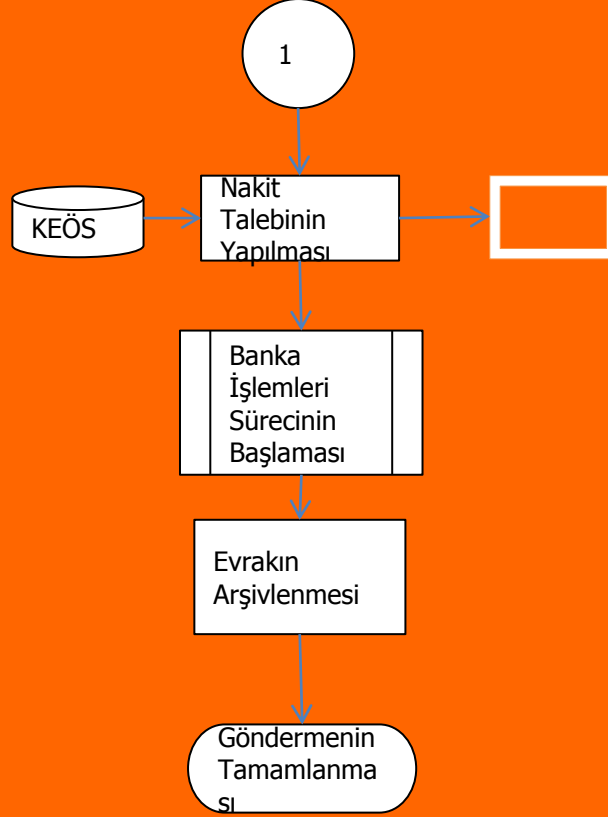 1
KEÖS
Nakit
Talebinin
Yapılması
Banka
İşlemleri
Sürecinin
Başlaması
Evrakın
Arşivlenmesi
Göndermenin
Tamamlanma
sı